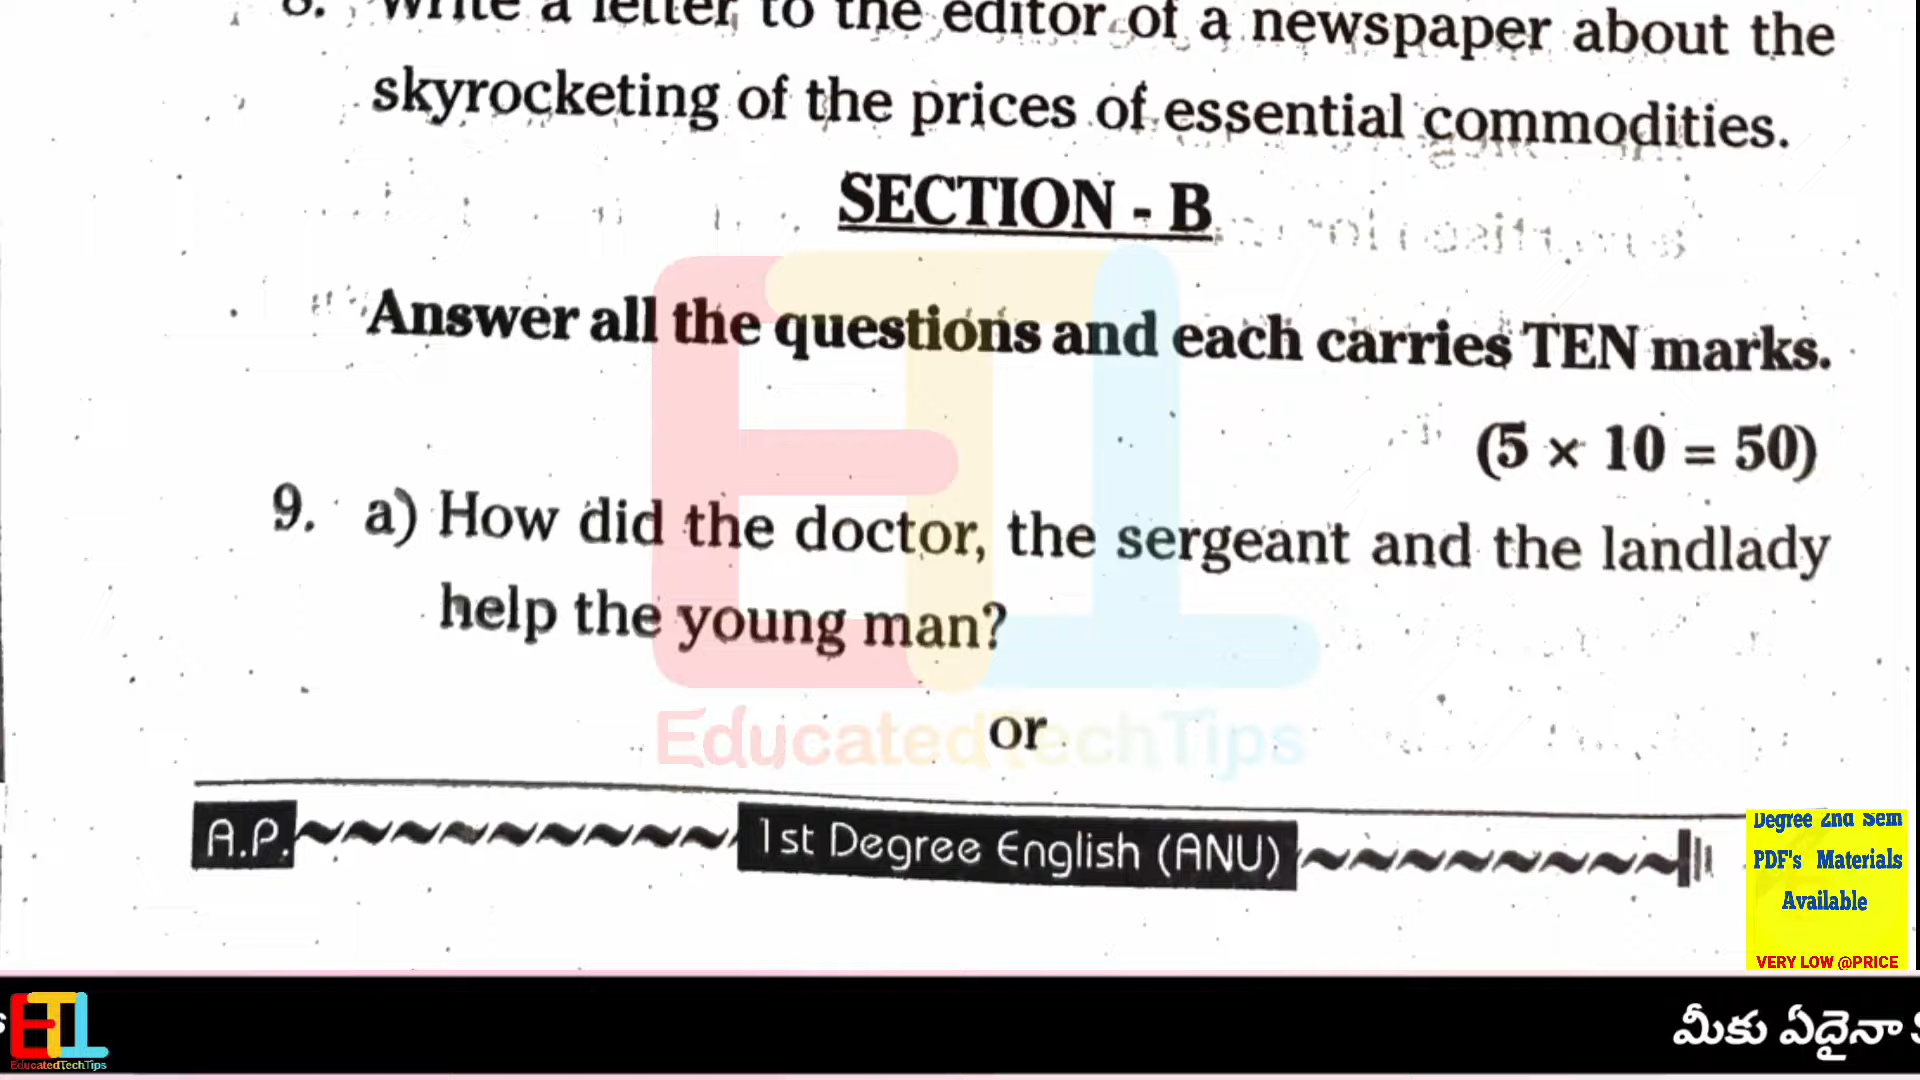 8. Write a letter to the editor of a newspaper about the
skyrocketing of the prices of essential commodities.
SECTION - B
Answer all the questions and each carries TEN marks.
(5 × 10 = 50)
9. a) How did the doctor, the sergeant and the landlady
help the young man?
EducatedTechTips
or
A.P. 1st Degree English (ANU)
Degree 2nd Sem
PDF's Materials
Available
VERY LOW @PRICE
EducatedTechTips
మీకు ఏదైనా